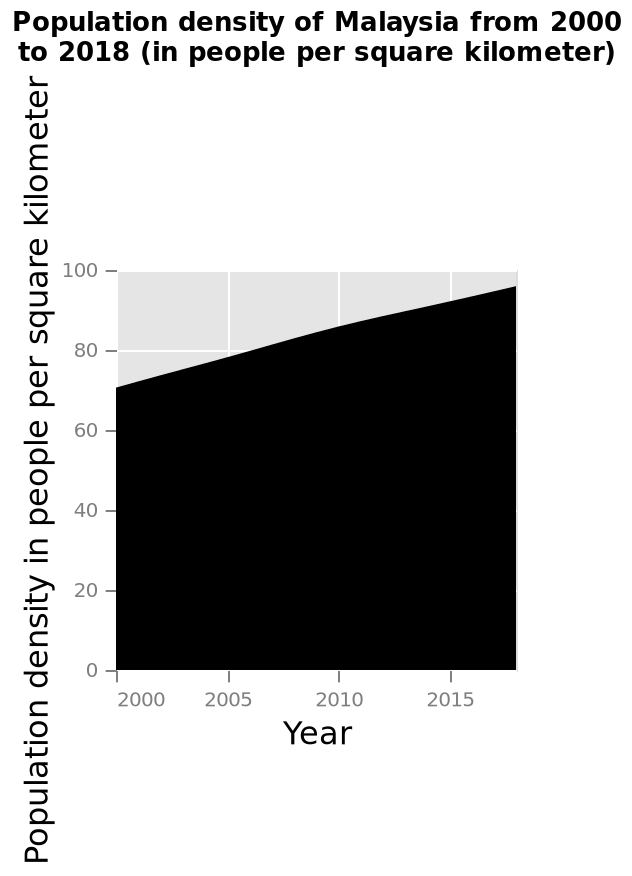 Population density of Malaysia from 2000
to 2018 (in people per square kilometer)
Population density in people per square kilometer
100
80
60
40
20
0
2000 2005 2010 2015
Year